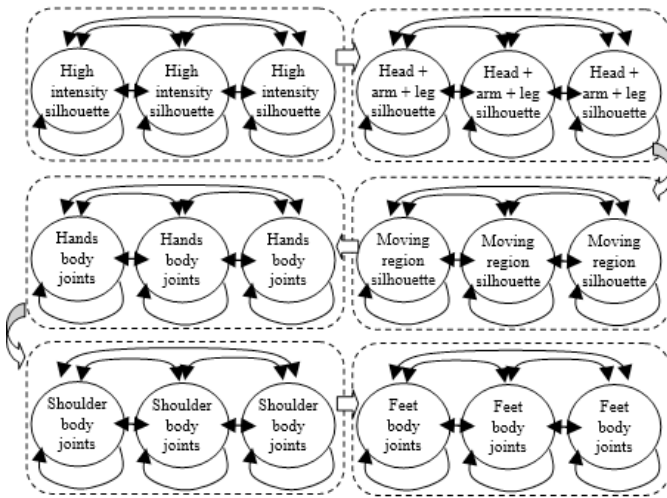 High
intensity
silhouette
High
intensity
silhouette
High
intensity
silhouette
Head +
arm + leg
silhouette
Head +
arm + leg
silhouette
Head +
arm + leg
silhouette
Hands
body
joints
Hands
body
joints
Hands
body
joints
Moving
region
silhouette
Moving
region
silhouette
Moving
region
silhouette
Shoulder
body
joints
Shoulder
body
joints
Shoulder
body
joints
Feet
body
joints
Feet
body
joints
Feet
body
joints